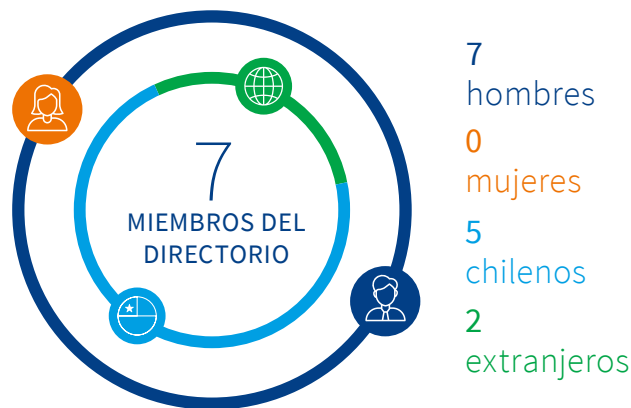 7
MIEMBROS DEL
DIRECTORIO
7
hombres
0
mujeres
5
chilenos
2
extranjeros